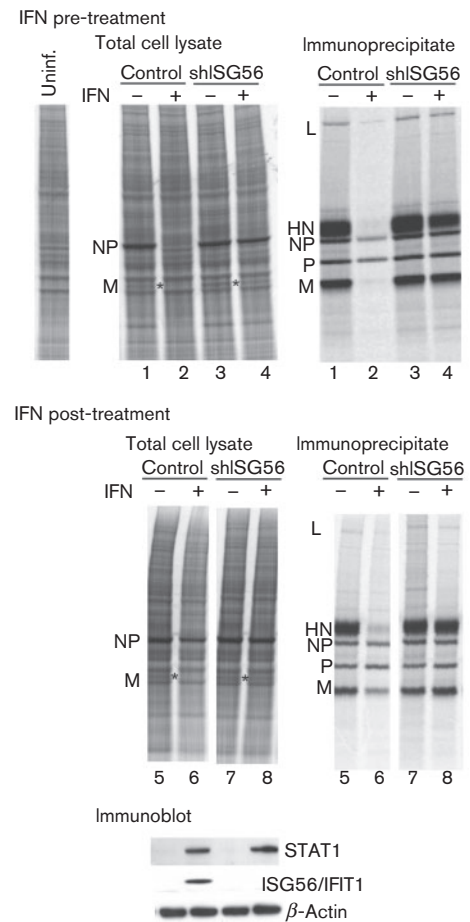 IFN pre-treatment
Total cell lysate
Immunoprecipitate
Uninf.
Control shISG56
Control shISG56
IFN – + – +
– + – +
L
HN
NP
NP
P
M
* *
M
1 2 3 4
1 2 3 4
IFN post-treatment
Total cell lysate
Immunoprecipitate
Control shISG56
Control shISG56
IFN – + – +
– + – +
L
HN
NP
NP
P
M
* *
M
5 6 7 8
5 6 7 8
Immunoblot
STAT1
ISG56/IFIT1
β-Actin